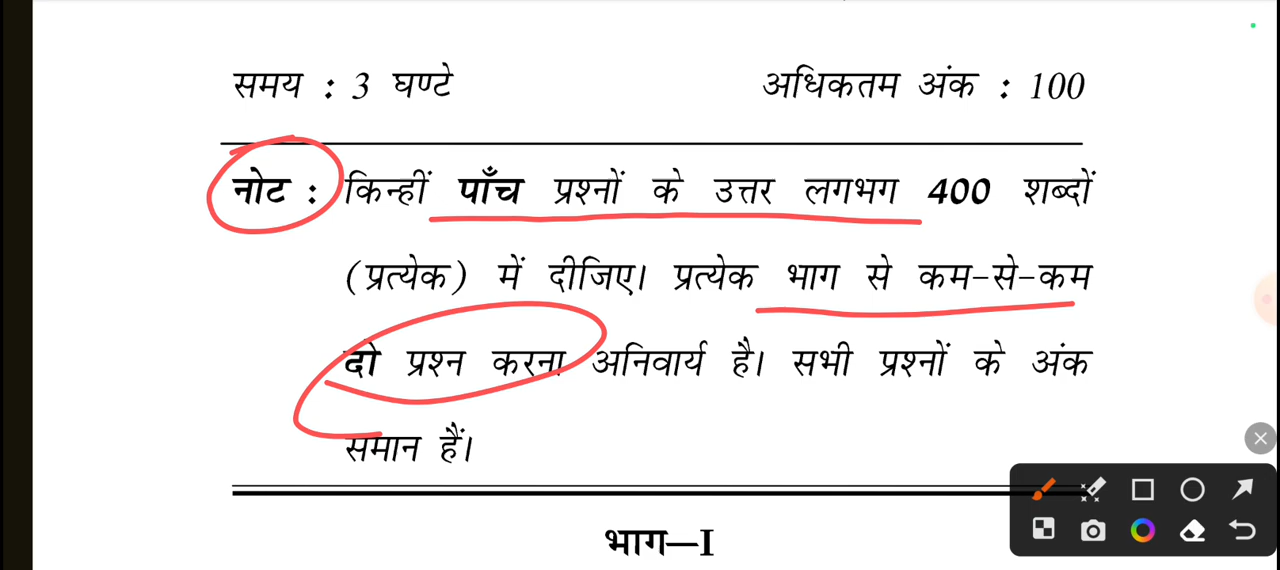 समय : 3 घण्टे अधिकतम अंक : 100
नोट : किन्हीं पाँच प्रश्नों के उत्तर लगभग 400 शब्दों
(प्रत्येक) में दीजिए। प्रत्येक भाग से कम-से-कम
दो प्रश्न करना अनिवार्य है। सभी प्रश्नों के अंक
समान हैं।
भाग—I